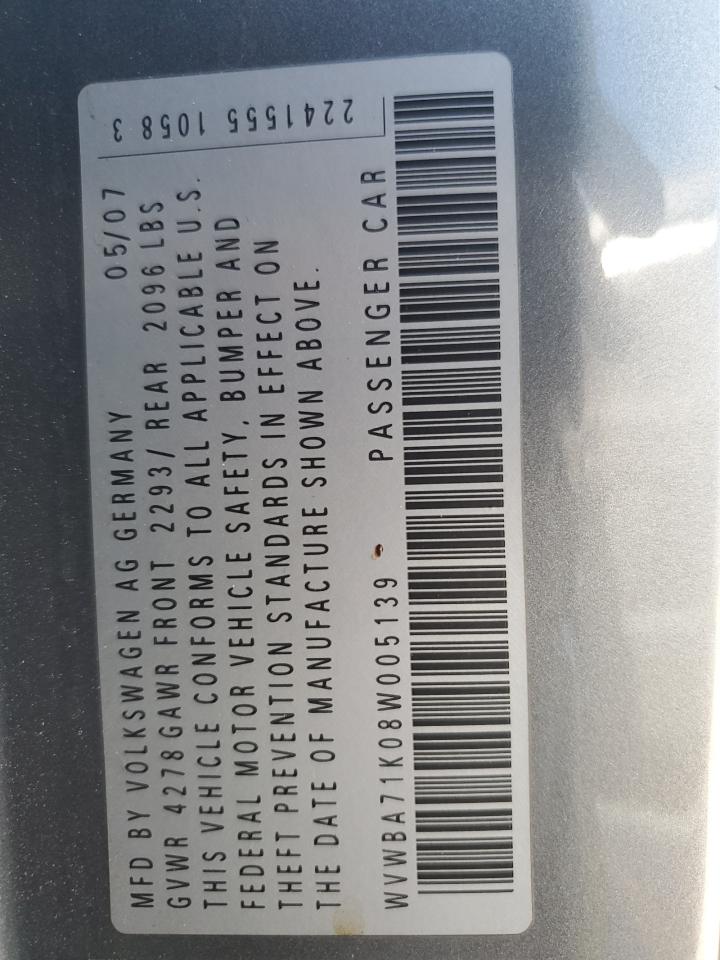 MFD BY VOLKSWAGEN AG GERMANY 05/07
GVWR 4278 GAWR FRONT 2293/ REAR 2096 LBS
THIS VEHICLE CONFORMS TO ALL APPLICABLE U.S.
FEDERAL MOTOR VEHICLE SAFETY, BUMPER AND
THEFT PREVENTION STANDARDS IN EFFECT ON
THE DATE OF MANUFACTURE SHOWN ABOVE.
WVWBA71K08W005139 PASSENGER CAR
2241555 1058 3